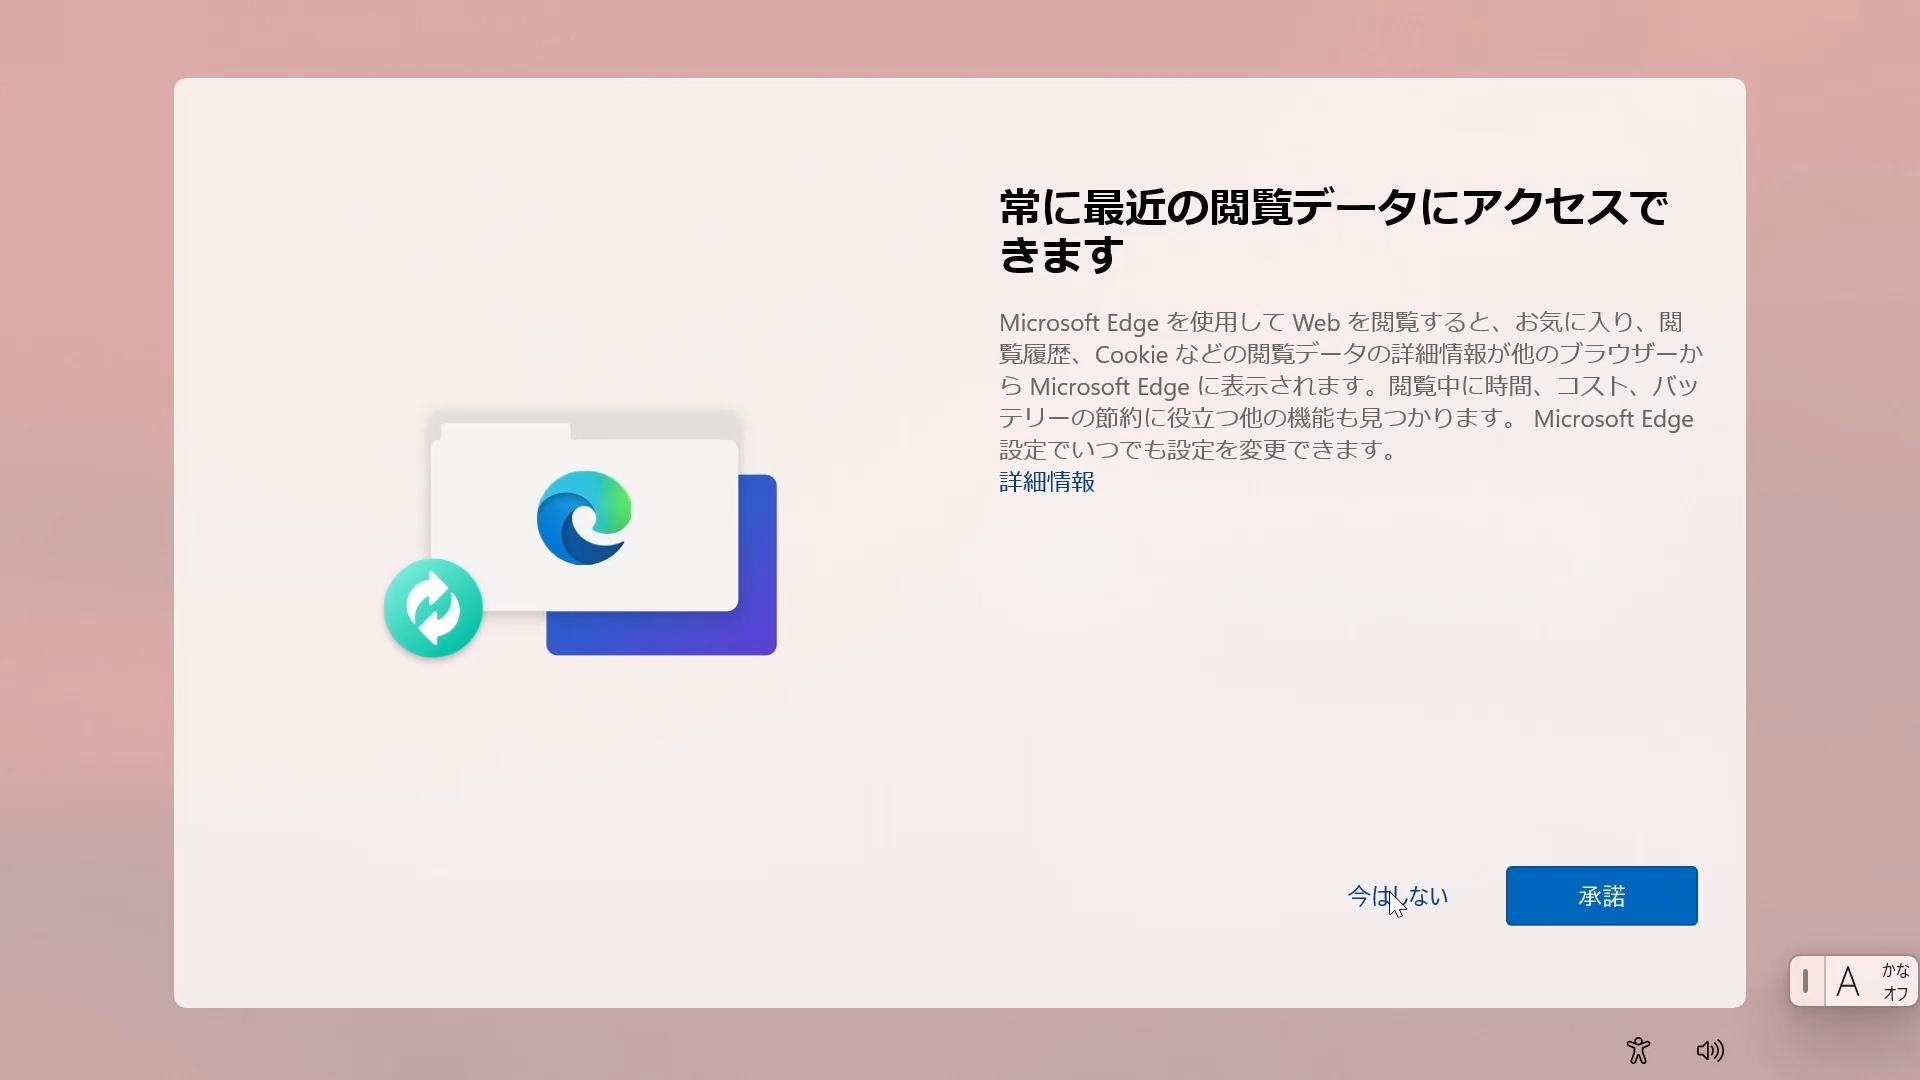 常に最近の閲覧データにアクセスで
きます
Microsoft Edge を使用して Web を閲覧すると、お気に入り、閲
覧履歴、Cookie などの閲覧データの詳細情報が他のブラウザーか
ら Microsoft Edge に表示されます。閲覧中に時間、コスト、バッ
テリーの節約に役立つ他の機能も見つかります。 Microsoft Edge
設定でいつでも設定を変更できます。
詳細情報
今はしない
承諾
A
かな
オフ